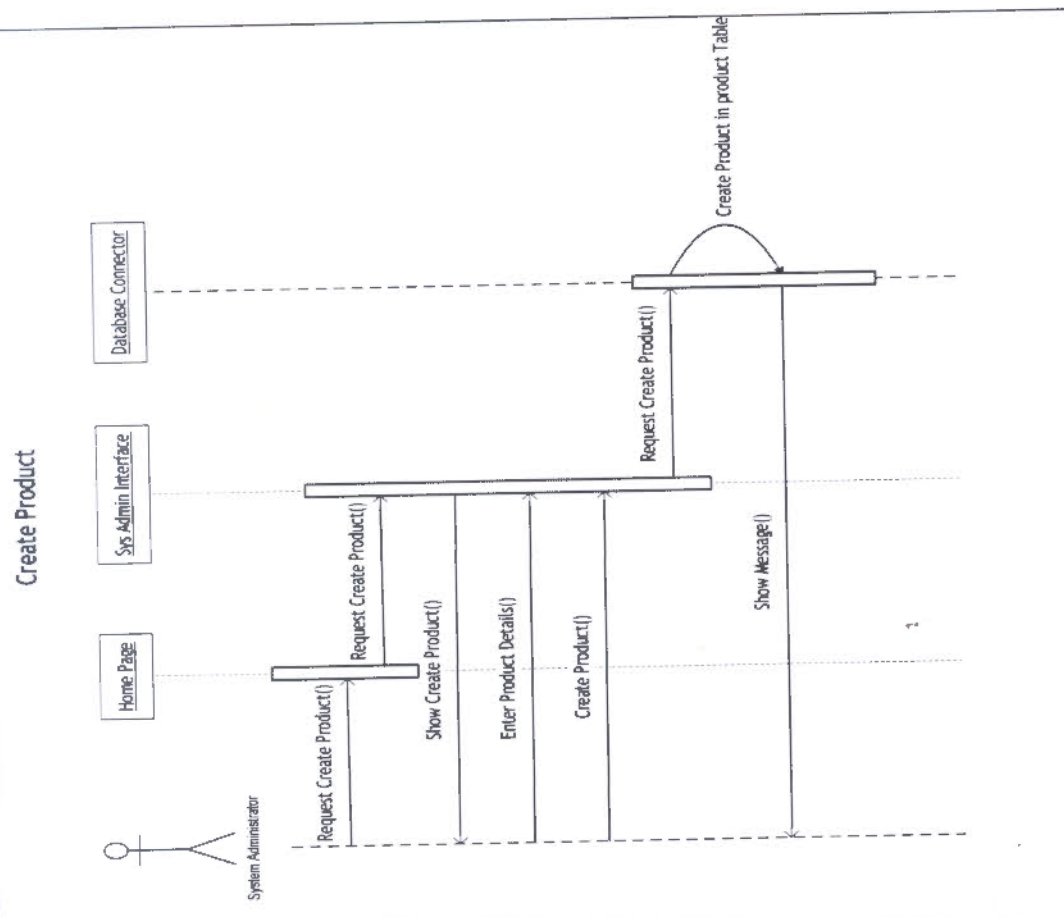 Create Product
System Administrator
Home Page
Sys Admin Interface
Database Connector
Request Create Product()
Request Create Product()
Show Create Product()
Enter Product Details()
Create Product()
Request Create Product()
Create Product in product Table
Show Message()